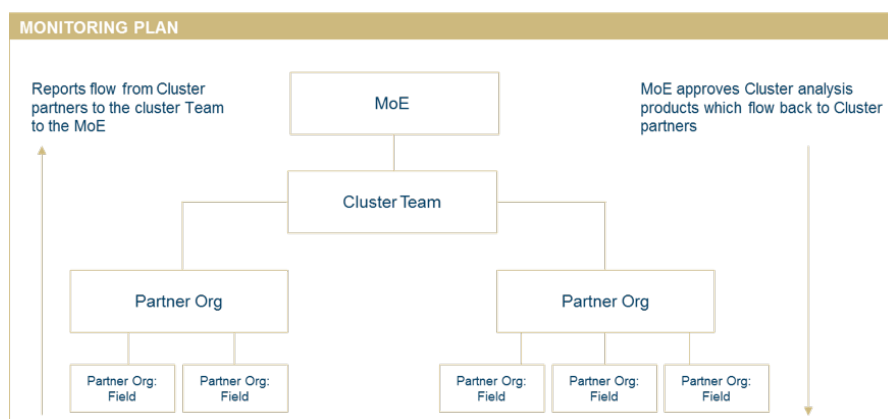 MONITORING PLAN
Reports flow from Cluster
partners to the cluster Team
to the MoE
MoE
MoE approves Cluster analysis
products which flow back to Cluster
partners
Cluster Team
Partner Org
Partner Org
Partner Org:
Field
Partner Org:
Field
Partner Org:
Field
Partner Org:
Field
Partner Org:
Field